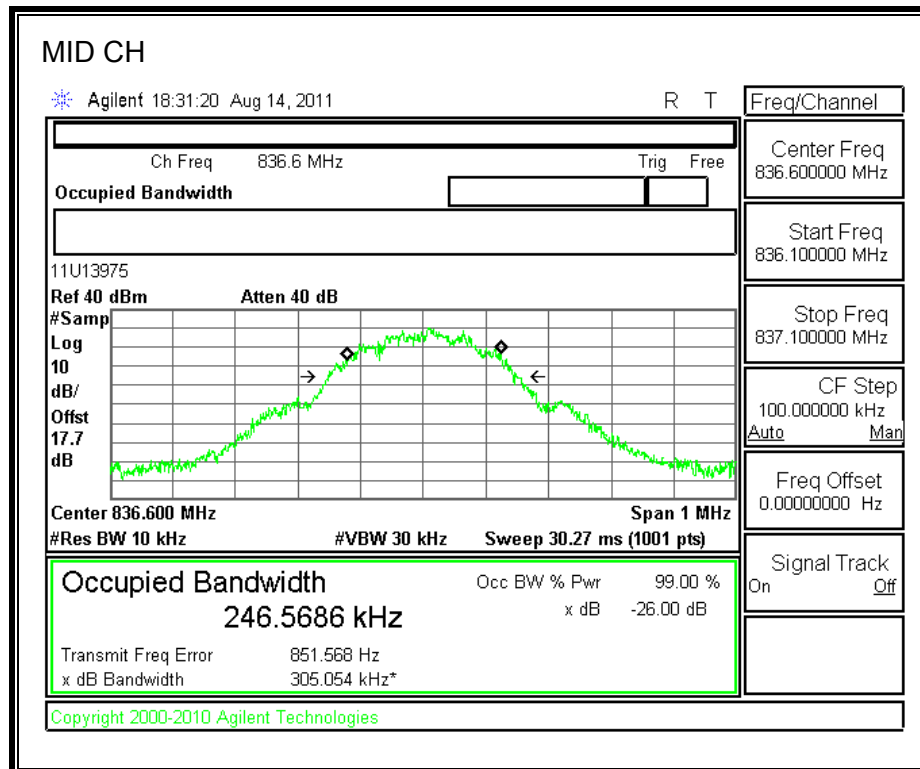 MID CH
Agilent 18:31:20 Aug 14, 2011 R T
Freq/Channel
Ch Freq 836.6 MHz Trig Free
Occupied Bandwidth
Center Freq
836.600000 MHz
Start Freq
836.100000 MHz
Stop Freq
837.100000 MHz
CF Step
100.000000 kHz
Auto Man
Freq Offset
0.00000000 Hz
Signal Track
On Off
11U13975
Ref 40 dBm Atten 40 dB
#Samp
Log
10
dB/
Offst
17.7
dB
Center 836.600 MHz Span 1 MHz
#Res BW 10 kHz #VBW 30 kHz Sweep 30.27 ms (1001 pts)
Occupied Bandwidth Occ BW % Pwr 99.00 %
246.5686 kHz x dB -26.00 dB
Transmit Freq Error 851.568 Hz
x dB Bandwidth 305.054 kHz*
Copyright 2000-2010 Agilent Technologies